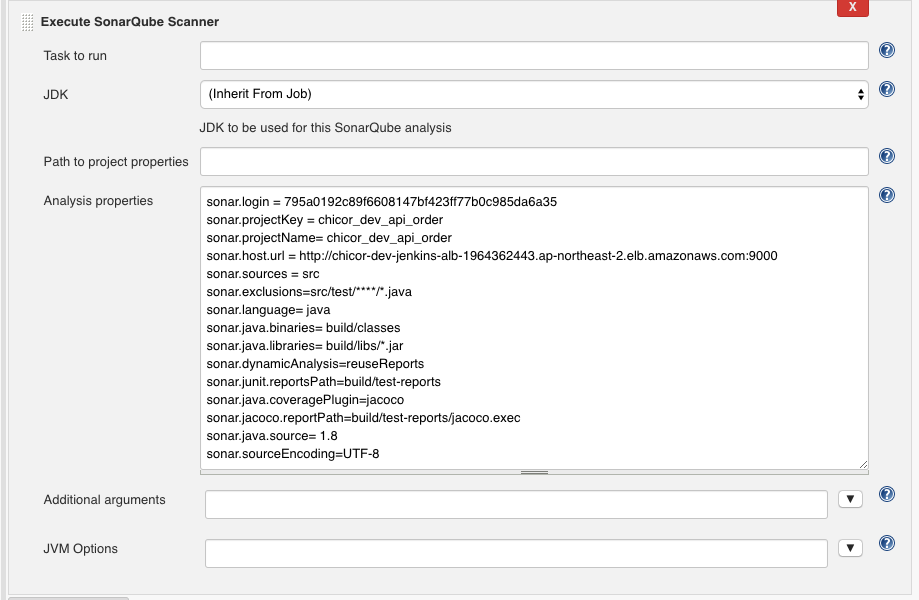 X
Execute SonarQube Scanner
Task to run
JDK
(Inherit From Job)
JDK to be used for this SonarQube analysis
Path to project properties
Analysis properties
sonar.login = 795a0192c89f6608147bf423ff77b0c985da6a35
sonar.projectKey = chicor_dev_api_order
sonar.projectName= chicor_dev_api_order
sonar.host.url = http://chicor-dev-jenkins-alb-1964362443.ap-northeast-2.elb.amazonaws.com:9000
sonar.sources = src
sonar.exclusions=src/test/****/*.java
sonar.language= java
sonar.java.binaries= build/classes
sonar.java.libraries= build/libs/*.jar
sonar.dynamicAnalysis=reuseReports
sonar.junit.reportsPath=build/test-reports
sonar.java.coveragePlugin=jacoco
sonar.jacoco.reportPath=build/test-reports/jacoco.exec
sonar.java.source= 1.8
sonar.sourceEncoding=UTF-8
Additional arguments
JVM Options